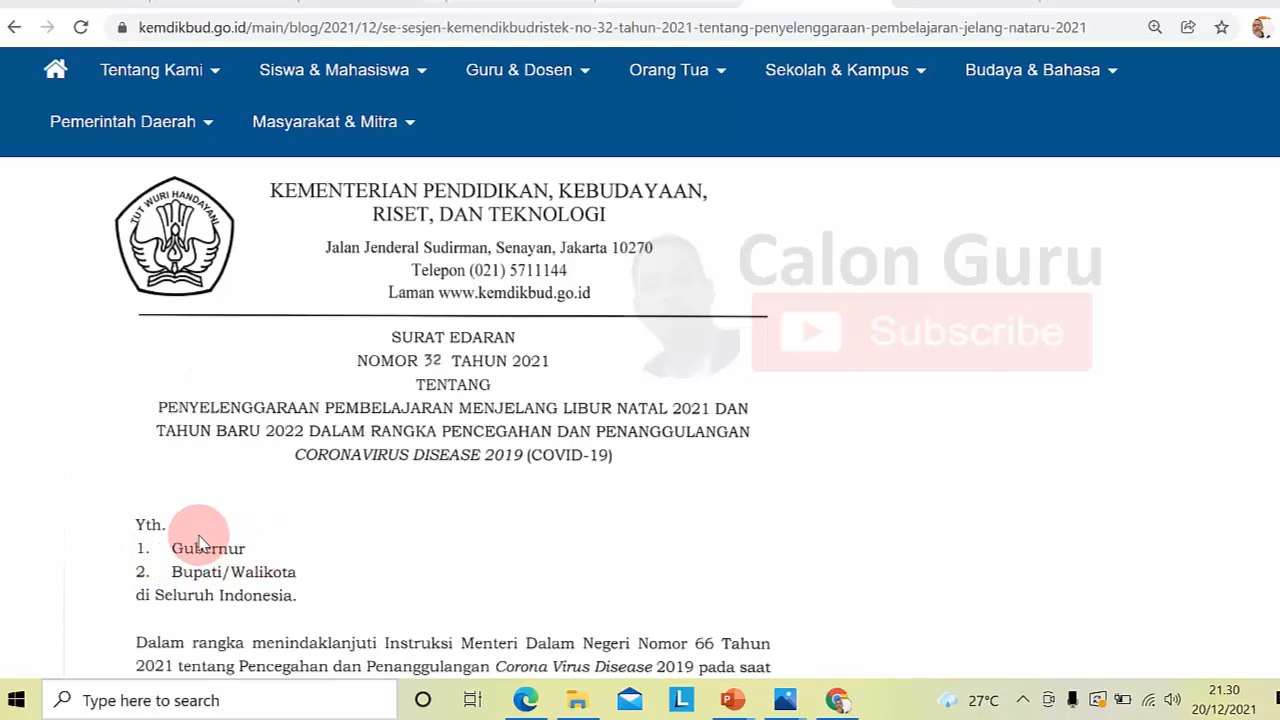 kemdikbud.go.id/main/blog/2021/12/se-sesjen-kemendikbudristek-no-32-tahun-2021-tentang-penyelenggaraan-pembelajaran-jelang-nataru-2021
Tentang Kami
Siswa & Mahasiswa
Guru & Dosen
Orang Tua
Sekolah & Kampus
Budaya & Bahasa
Pemerintah Daerah
Masyarakat & Mitra
TUT WURI HANDAYANI
KEMENTERIAN PENDIDIKAN, KEBUDAYAAN,
RISET, DAN TEKNOLOGI
Jalan Jenderal Sudirman, Senayan, Jakarta 10270
Telepon (021) 5711144
Laman www.kemdikbud.go.id
Calon Guru
Subscribe
SURAT EDARAN
NOMOR 32 TAHUN 2021
TENTANG
PENYELENGGARAAN PEMBELAJARAN MENJELANG LIBUR NATAL 2021 DAN
TAHUN BARU 2022 DALAM RANGKA PENCEGAHAN DAN PENANGGULANGAN
CORONAVIRUS DISEASE 2019 (COVID-19)
Yth.
1. Gubernur
2. Bupati/Walikota
di Seluruh Indonesia.
Dalam rangka menindaklanjuti Instruksi Menteri Dalam Negeri Nomor 66 Tahun
2021 tentang Pencegahan dan Penanggulangan Corona Virus Disease 2019 pada saat
Type here to search
L
27°C
21.30
20/12/2021